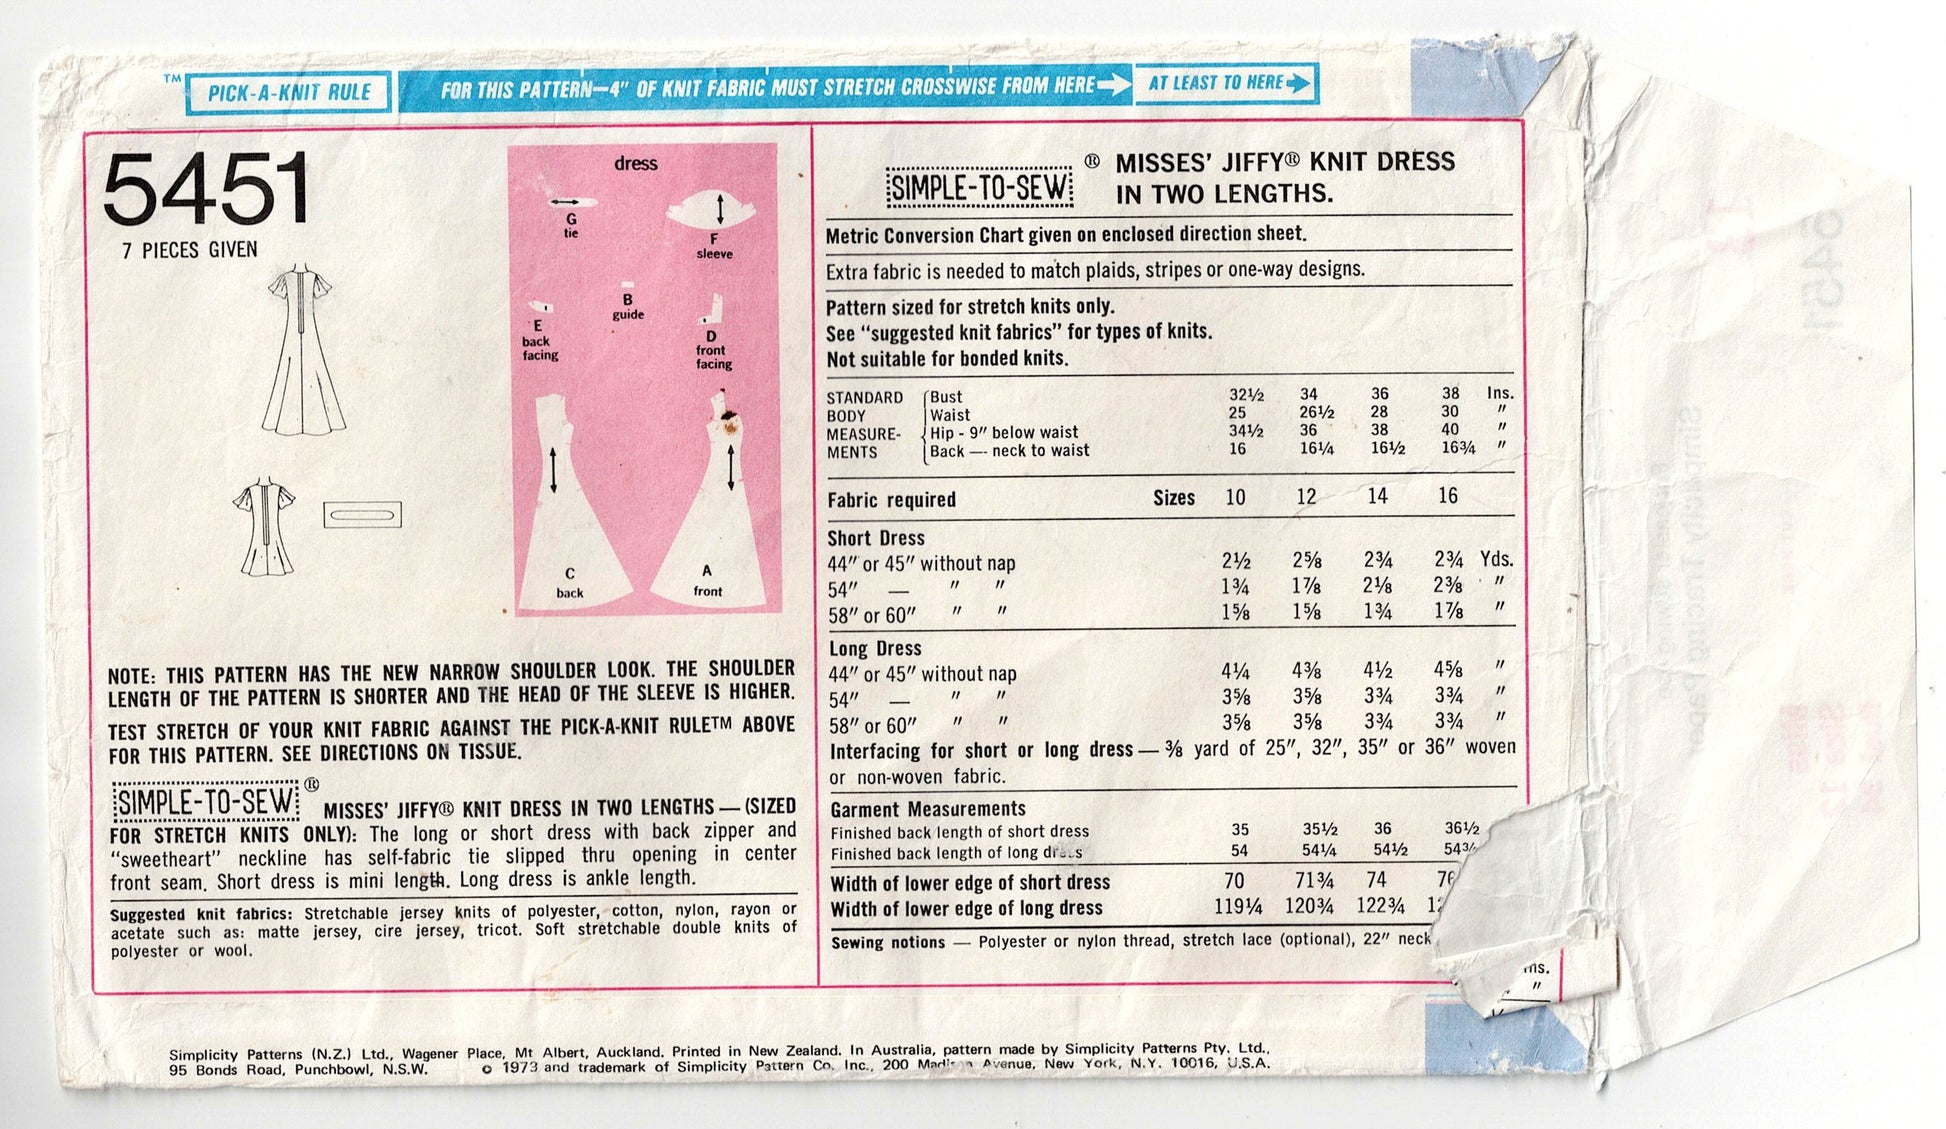 ™ PICK-A-KNIT RULE FOR THIS PATTERN—4" OF KNIT FABRIC MUST STRETCH CROSSWISE FROM HERE AT LEAST TO HERE
5451
7 PIECES GIVEN
dress
G
tie
F
sleeve
B
guide
E
back
facing
D
front
facing
C
back
A
front
NOTE: THIS PATTERN HAS THE NEW NARROW SHOULDER LOOK. THE SHOULDER
LENGTH OF THE PATTERN IS SHORTER AND THE HEAD OF THE SLEEVE IS HIGHER.
TEST STRETCH OF YOUR KNIT FABRIC AGAINST THE PICK-A-KNIT RULE™ ABOVE
FOR THIS PATTERN. SEE DIRECTIONS ON TISSUE.
SIMPLE-TO-SEW® MISSES' JIFFY® KNIT DRESS IN TWO LENGTHS — (SIZED
FOR STRETCH KNITS ONLY): The long or short dress with back zipper and
"sweetheart" neckline has self-fabric tie slipped thru opening in center
front seam. Short dress is mini length. Long dress is ankle length.
Suggested knit fabrics: Stretchable jersey knits of polyester, cotton, nylon, rayon or
acetate such as: matte jersey, cire jersey, tricot. Soft stretchable double knits of
polyester or wool.
SIMPLE-TO-SEW® MISSES' JIFFY® KNIT DRESS
IN TWO LENGTHS.
Metric Conversion Chart given on enclosed direction sheet.
Extra fabric is needed to match plaids, stripes or one-way designs.
Pattern sized for stretch knits only.
See "suggested knit fabrics" for types of knits.
Not suitable for bonded knits.
STANDARD Bust 32½ 34 36 38 Ins.
BODY Waist 25 26½ 28 30 "
MEASURE- Hip - 9" below waist 34½ 36 38 40 "
MENTS Back — neck to waist 16 16¼ 16½ 16¾ "
Fabric required Sizes 10 12 14 16
Short Dress
44" or 45" without nap 2½ 2⅝ 2¾ 2¾ Yds.
54" — " " 1¾ 1⅞ 2⅛ 2⅜ "
58" or 60" " " 1⅝ 1⅝ 1¾ 1⅞ "
Long Dress
44" or 45" without nap 4¼ 4⅜ 4½ 4⅝ "
54" — " " 3⅝ 3⅝ 3¾ 3¾ "
58" or 60" " " 3⅝ 3⅝ 3¾ 3¾ "
Interfacing for short or long dress — ⅜ yard of 25", 32", 35" or 36" woven
or non-woven fabric.
Garment Measurements
Finished back length of short dress 35 35½ 36 36½
Finished back length of long dress 54 54¼ 54½
Width of lower edge of short dress 70 71¾ 74
Width of lower edge of long dress 119¼ 120¾ 122¾
Sewing notions — Polyester or nylon thread, stretch lace (optional), 22" neck
ins.
"
Simplicity Patterns (N.Z.) Ltd., Wagener Place, Mt Albert, Auckland. Printed in New Zealand. In Australia, pattern made by Simplicity Patterns Pty. Ltd.,
95 Bonds Road, Punchbowl, N.S.W. © 1973 and trademark of Simplicity Pattern Co. Inc., 200 Madison Avenue, New York, N.Y. 10016, U.S.A.